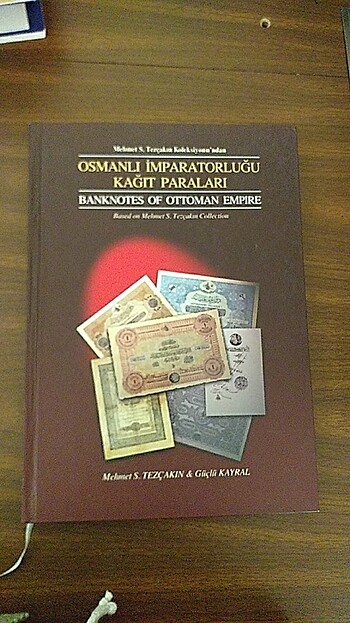 Mehmet S. Tezçakın Koleksiyonu'ndan
OSMANLI İMPARATORLUĞU
KAĞIT PARALARI
BANKNOTES OF OTTOMAN EMPIRE
Based on Mehmet S. Tezçakın Collection
Mehmet S. TEZÇAKIN & Güçlü KAYRAL